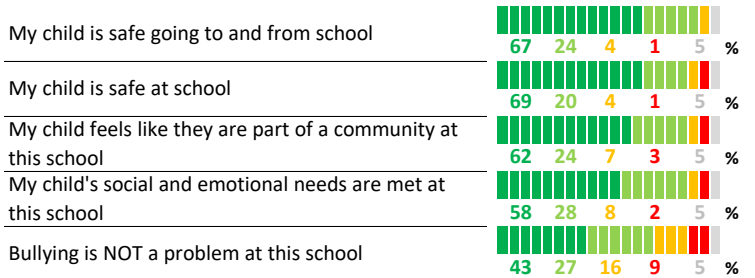 My child is safe going to and from school
67 24 4 1 5 %
My child is safe at school
69 20 4 1 5 %
My child feels like they are part of a community at
this school
62 24 7 3 5 %
My child's social and emotional needs are met at
this school
58 28 8 2 5 %
Bullying is NOT a problem at this school
43 27 16 9 5 %